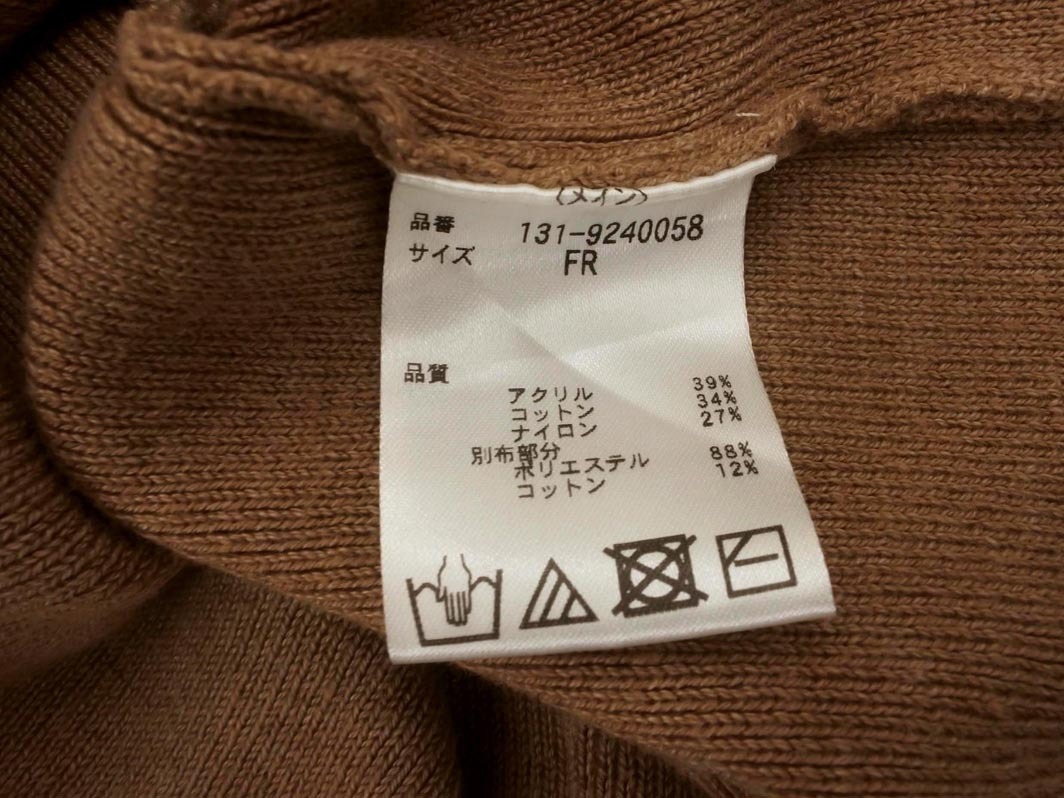 (メイン)
品番 131-9240058
サイズ FR
品質
アクリル 39%
コットン 34%
ナイロン 27%
別布部分
ポリエステル 88%
コットン 12%